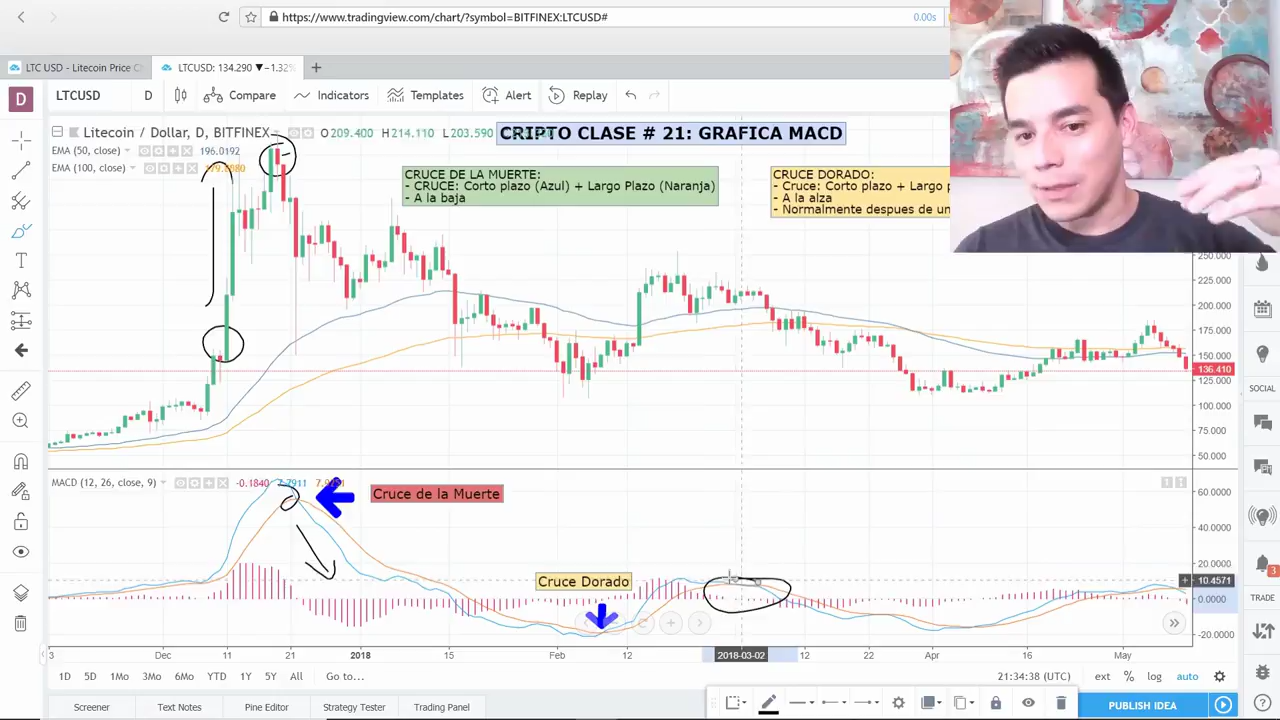 https://www.tradingview.com/chart/?symbol=BITFINEX:LTCUSD#
0.00s
LTC USD - Litecoin Price C
LTCUSD: 134.290 ▼−1.32%
D
LTCUSD
D
Compare
Indicators
Templates
Alert
Replay
Litecoin / Dollar, D, BITFINEX
O 209.400 H 214.110 L 203.590
CRIPTO CLASE # 21: GRAFICA MACD
EMA (50, close)
196.0192
EMA (100, close)
CRUCE DE LA MUERTE:
- CRUCE: Corto plazo (Azul) + Largo Plazo (Naranja)
- A la baja
CRUCE DORADO:
- Cruce: Corto plazo + Largo p
- A la alza
- Normalmente despues de un
250.000
225.000
200.000
175.000
150.000
136.410
125.000
100.000
75.000
50.000
SOCIAL
MACD (12, 26, close, 9)
-0.1840
Cruce de la Muerte
Cruce Dorado
60.0000
40.0000
20.0000
10.4571
0.0000
-20.0000
3
TRADE
3
Dec
11
21
2018
15
Feb
12
2018-03-02
12
22
Apr
16
May
1D
5D
1Mo
3Mo
6Mo
YTD
1Y
5Y
All
Go to...
21:34:38 (UTC)
ext
%
log
auto
Screener
Text Notes
Pine Editor
Strategy Tester
Trading Panel
PUBLISH IDEA